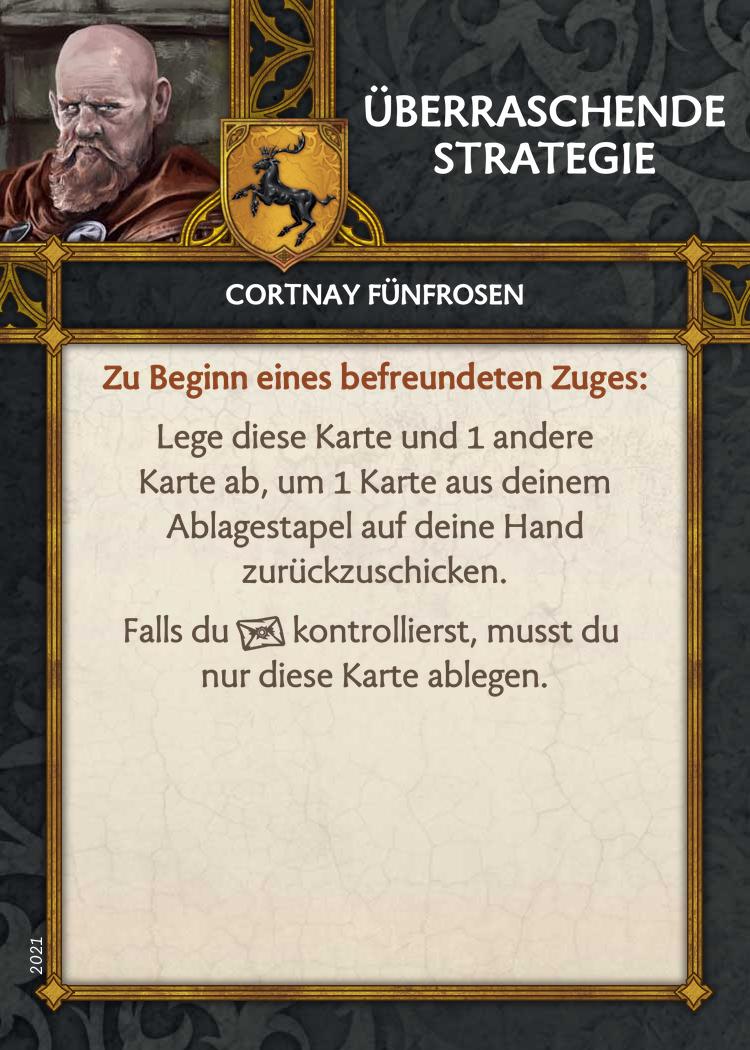 ÜBERRASCHENDE
STRATEGIE
CORTNAY FÜNFROSEN
Zu Beginn eines befreundeten Zuges:
Lege diese Karte und 1 andere
Karte ab, um 1 Karte aus deinem
Ablagestapel auf deine Hand
zurückzuschicken.
Falls du kontrollierst, musst du
nur diese Karte ablegen.
2021